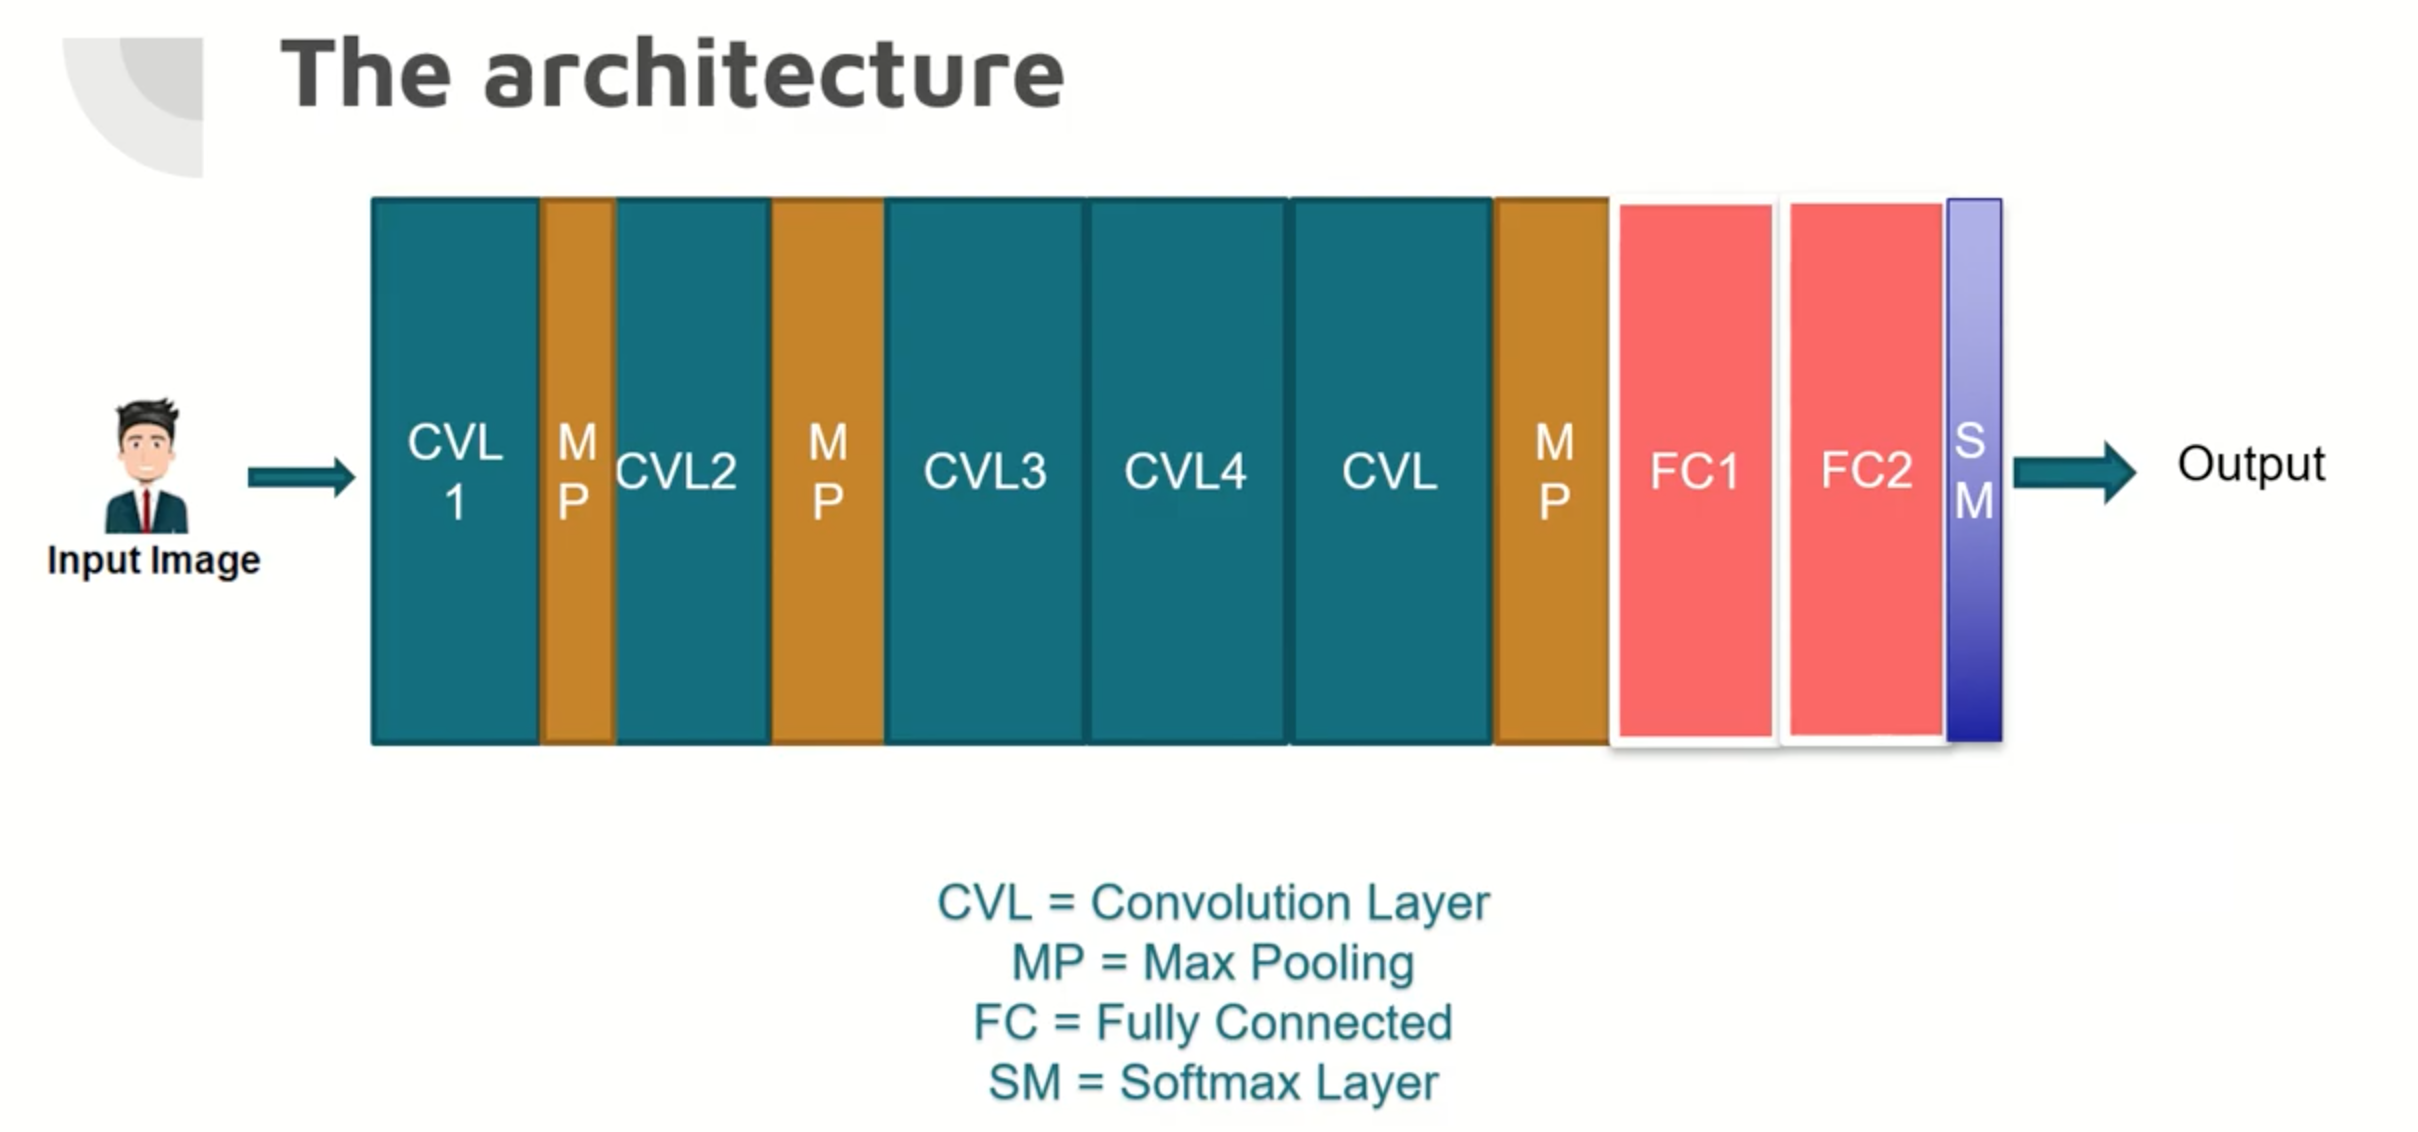 The architecture
CVL
1
M
P
CVL2
M
P
CVL3
CVL4
CVL
M
P
FC1
FC2
S
M
Output
Input Image
CVL = Convolution Layer
MP = Max Pooling
FC = Fully Connected
SM = Softmax Layer